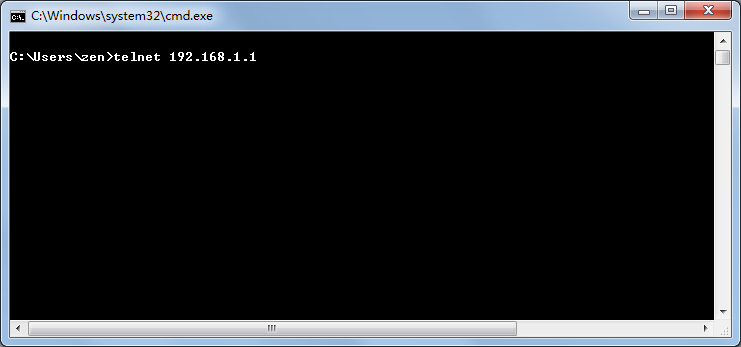 C:\Windows\system32\cmd.exe
C:\Users\zen>telnet 192.168.1.1